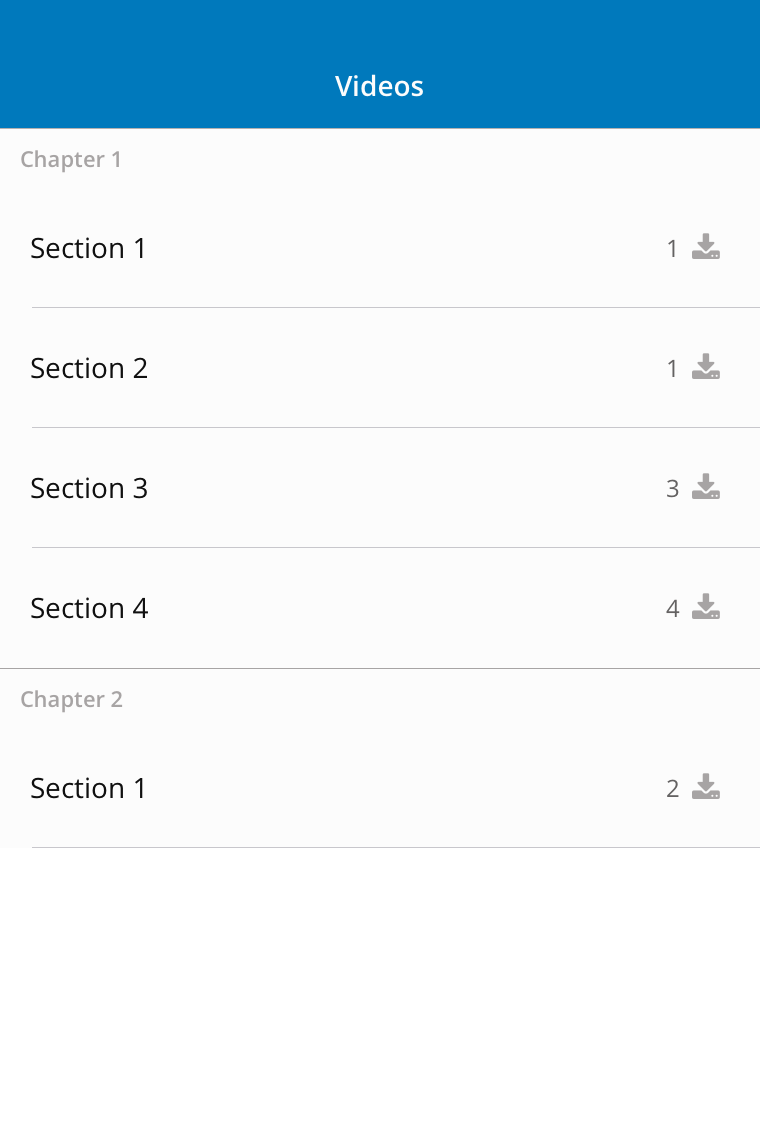 Videos
Chapter 1
Section 1 1
Section 2 1
Section 3 3
Section 4 4
Chapter 2
Section 1 2